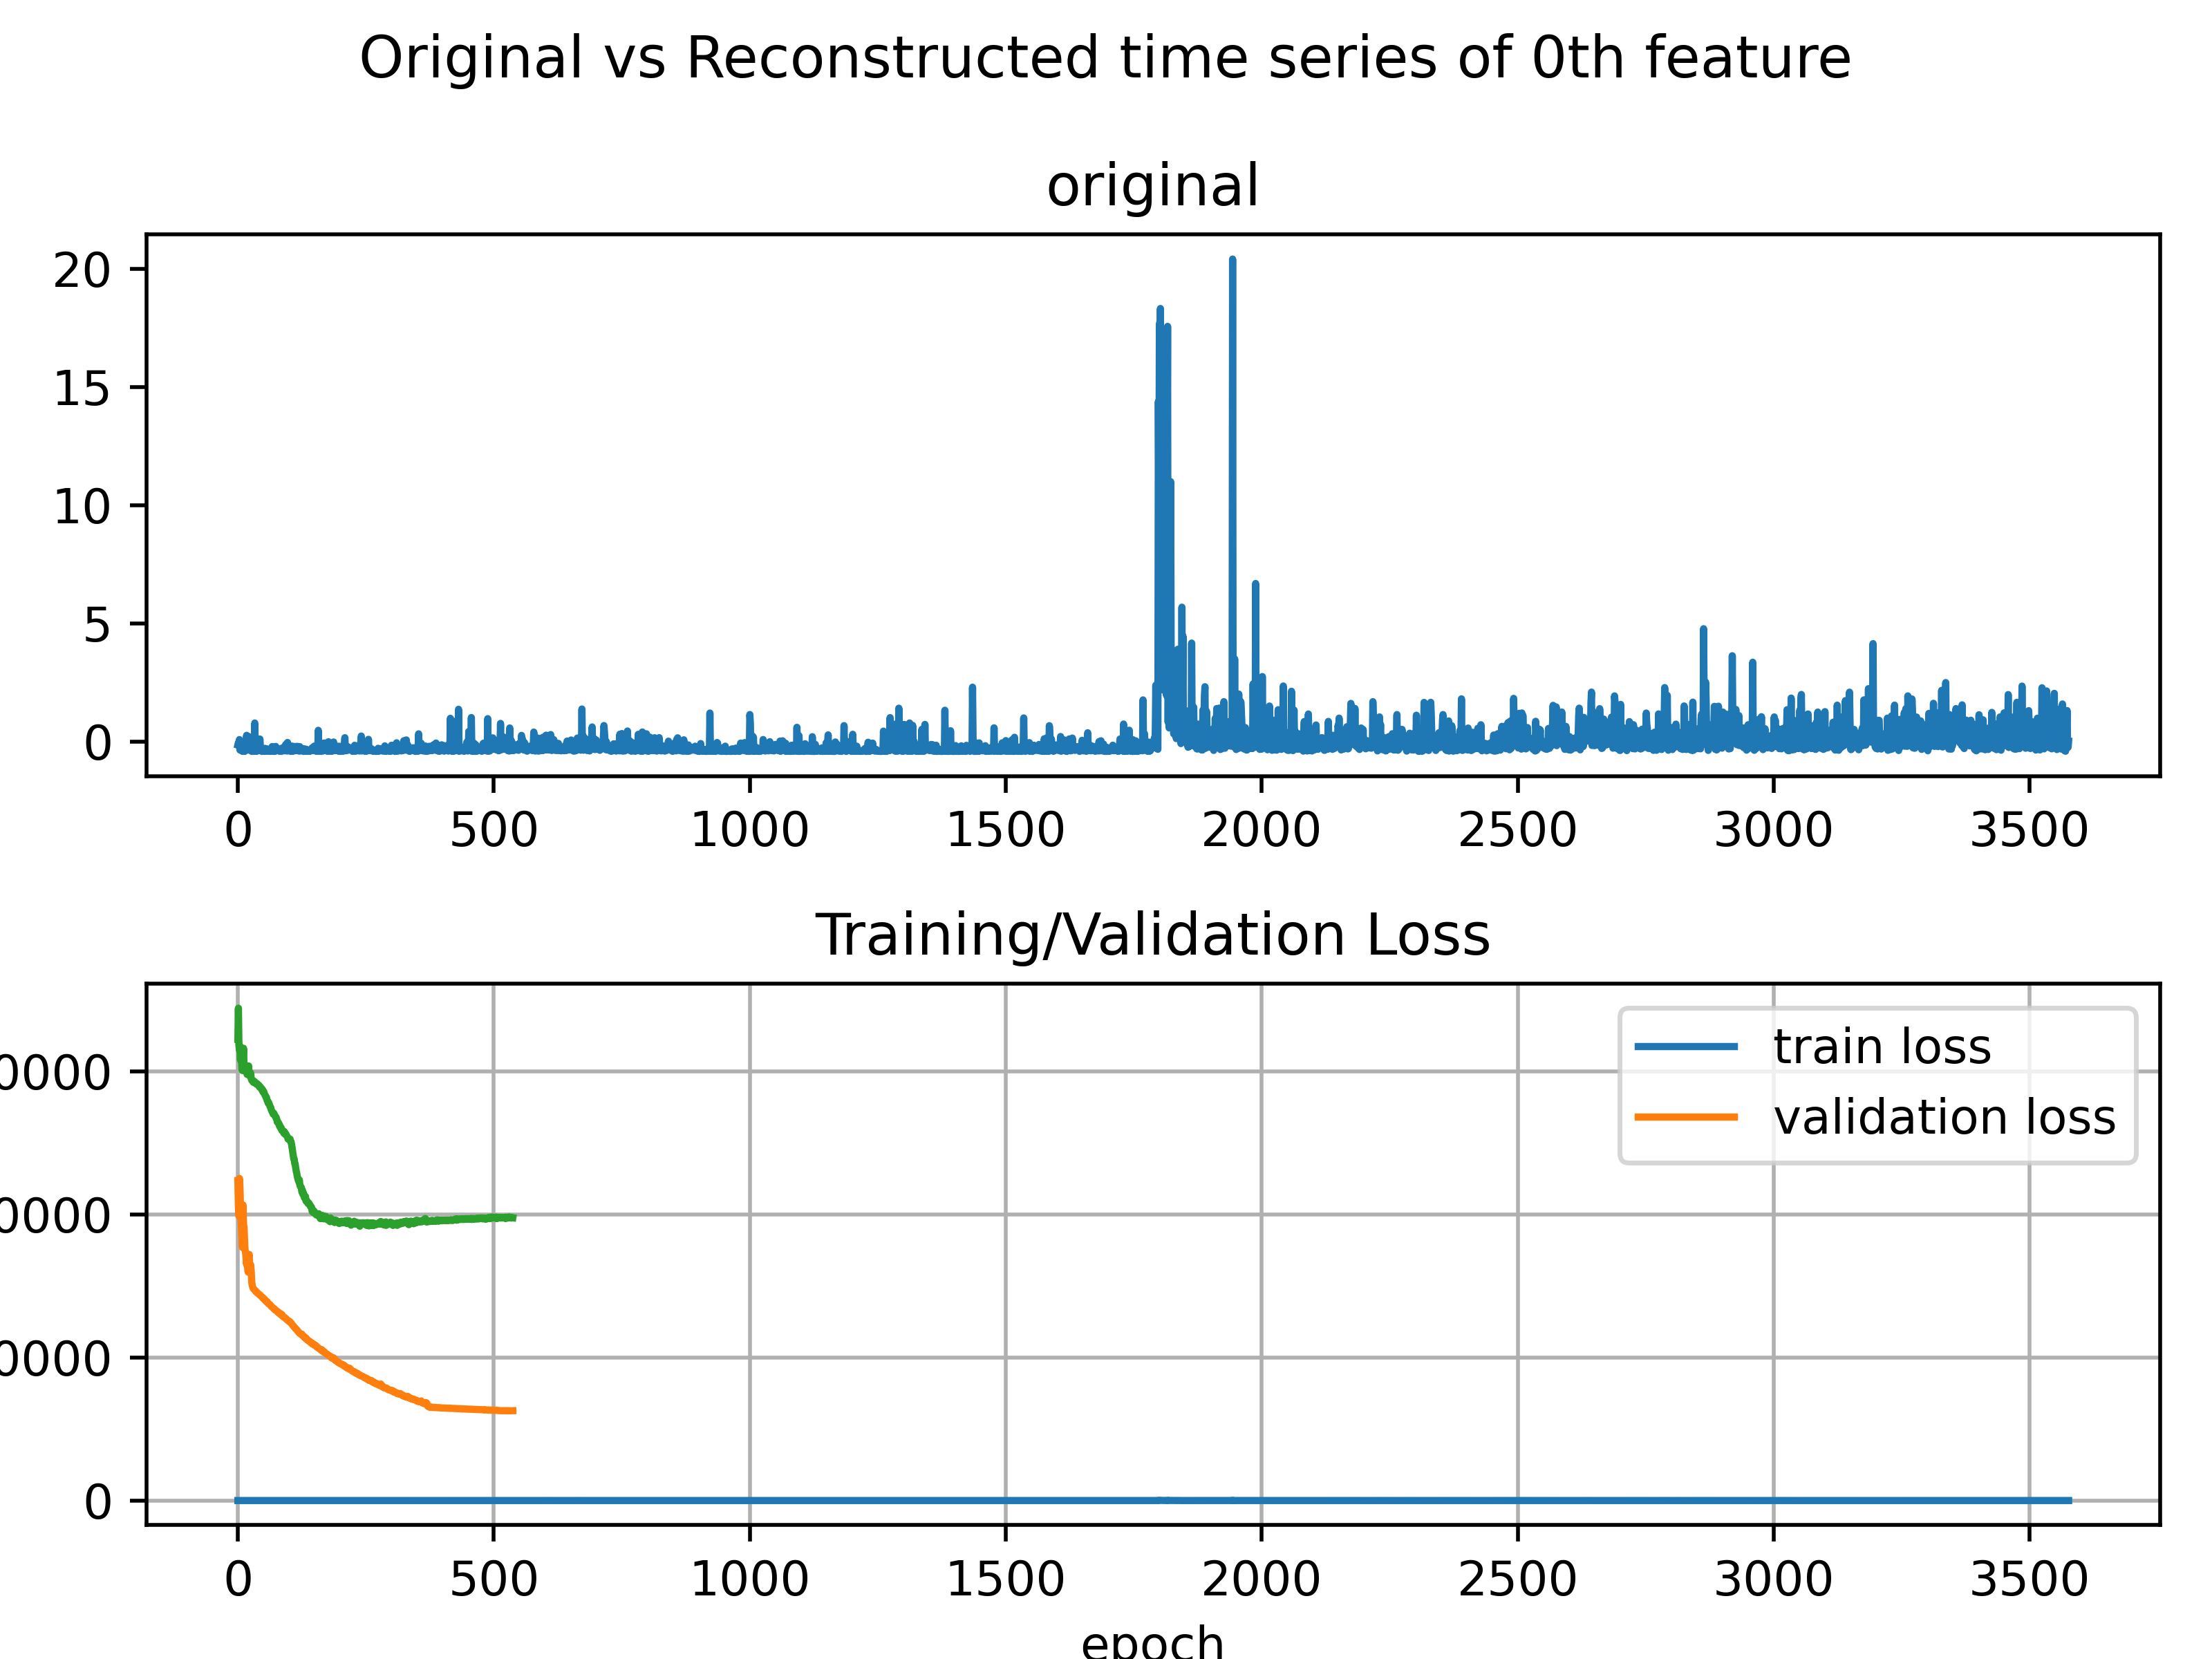 Original vs Reconstructed time series of 0th feature
original
20
15
10
5
0
0 500 1000 1500 2000 2500 3000 3500
Training/Validation Loss
train loss
validation loss
0000
0000
0000
0
0 500 1000 1500 2000 2500 3000 3500
epoch